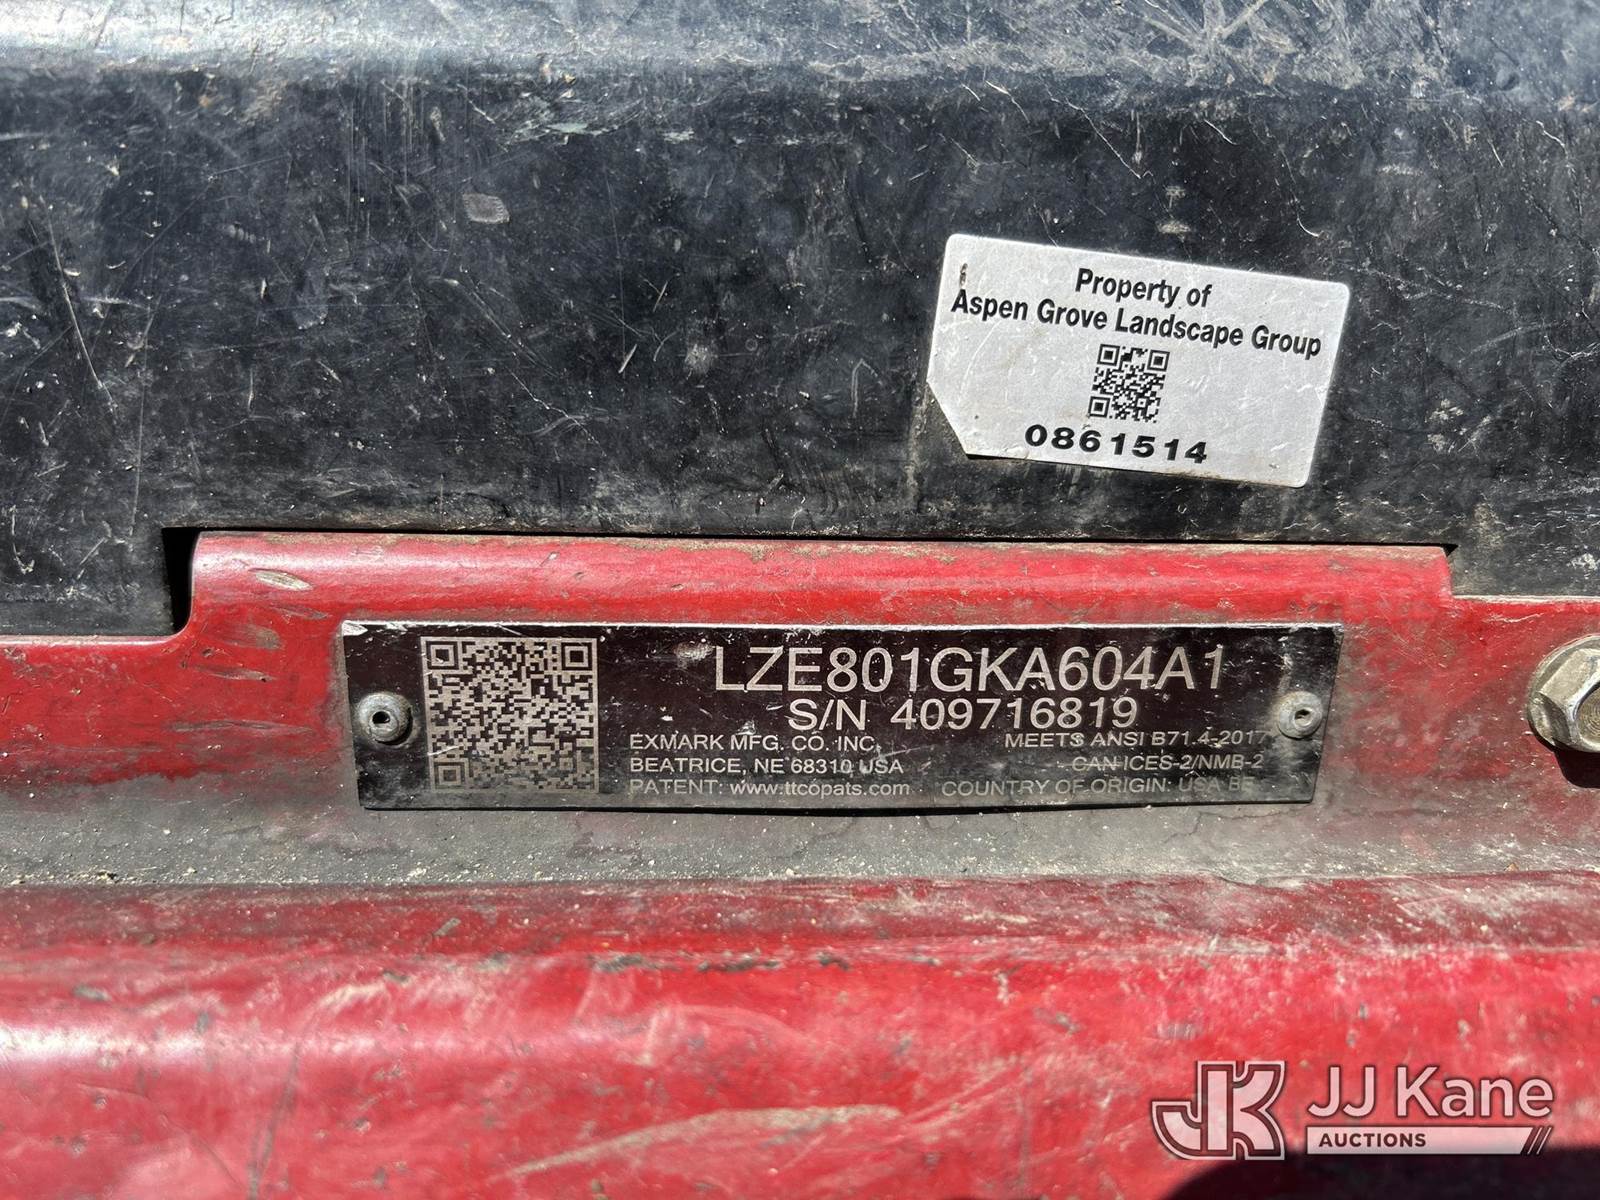 Property of
Aspen Grove Landscape Group
0861514
LZE801GKA604A1
S/N 409716819
EXMARK MFG. CO. INC. MEETS ANSI B71.4-2017
BEATRICE, NE 68310 USA CAN ICES-2/NMB-2
PATENT: www.ttcopats.com COUNTRY OF ORIGIN: USA BE
JK JJ Kane
AUCTIONS